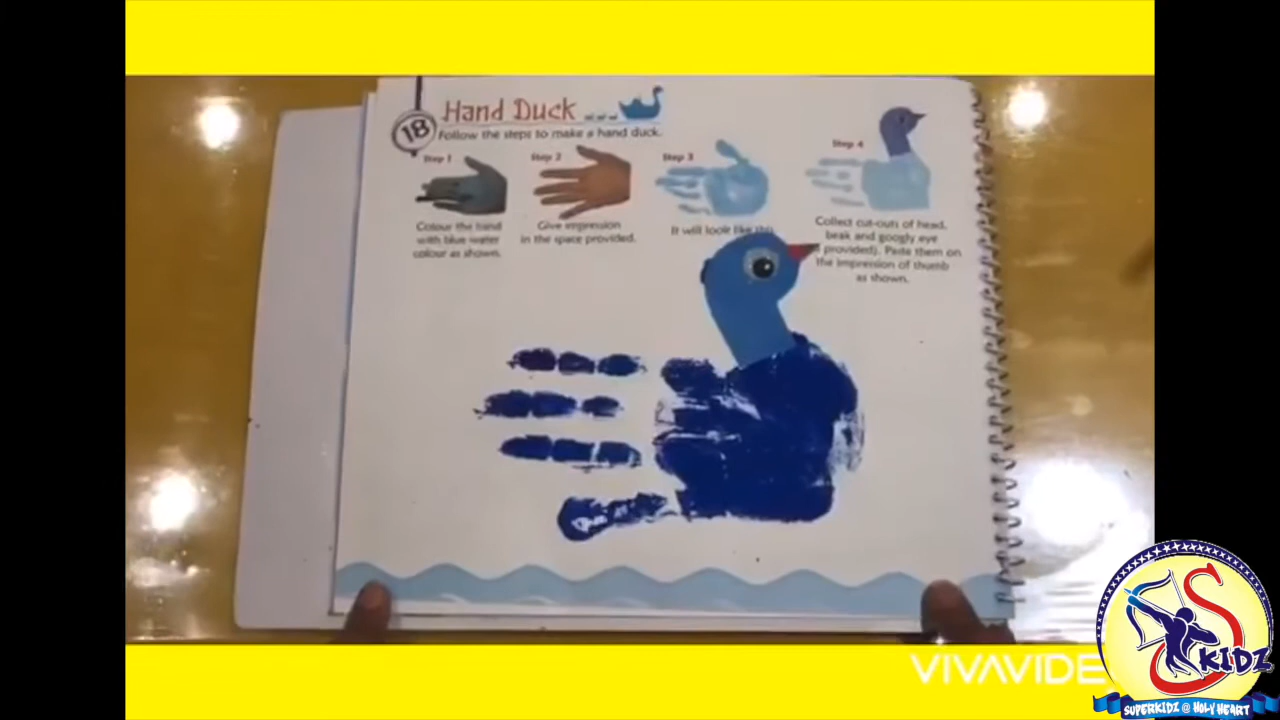 18
Hand Duck
Follow the steps to make a hand duck.
Step 1
Colour the hand
with blue water
colour as shown.
Step 2
Give impression
in the space provided.
Step 3
It will look like this
Step 4
Collect cut-outs of head,
beak and googly eye
provided). Paste them on
the impression of thumb
as shown.
VIVAVIDE
S
KIDZ
SUPERKIDZ @ HOLY HEART